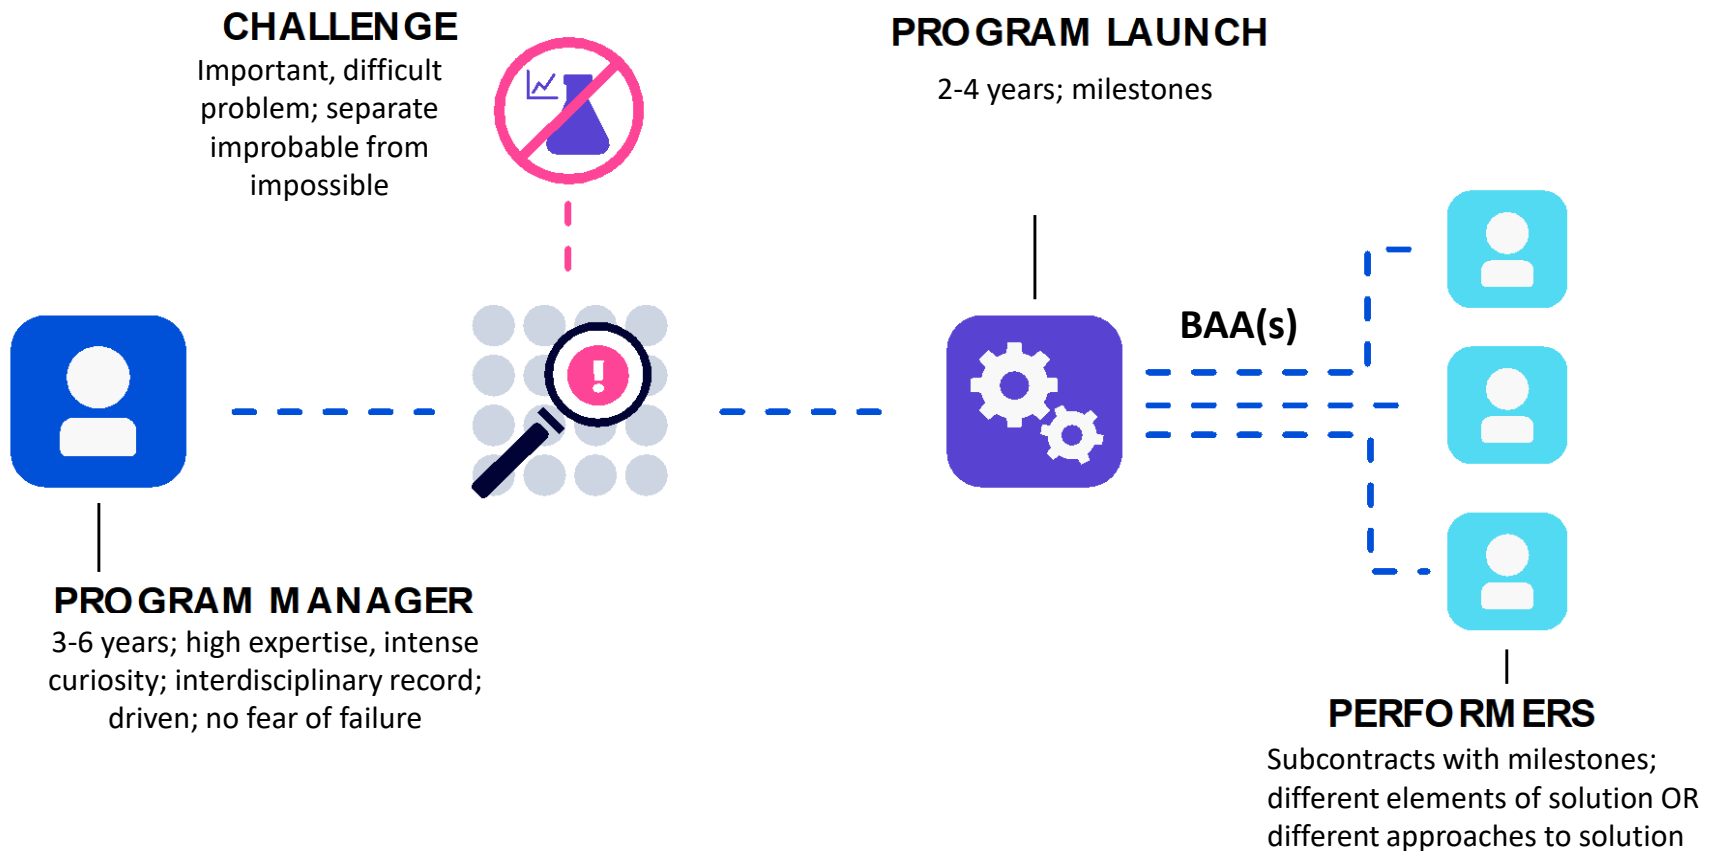 CHALLENGE
Important, difficult
problem; separate
improbable from
impossible
PROGRAM LAUNCH
2-4 years; milestones
!
BAA(s)
PROGRAM MANAGER
3-6 years; high expertise, intense
curiosity; interdisciplinary record;
driven; no fear of failure
PERFORMERS
Subcontracts with milestones;
different elements of solution OR
different approaches to solution